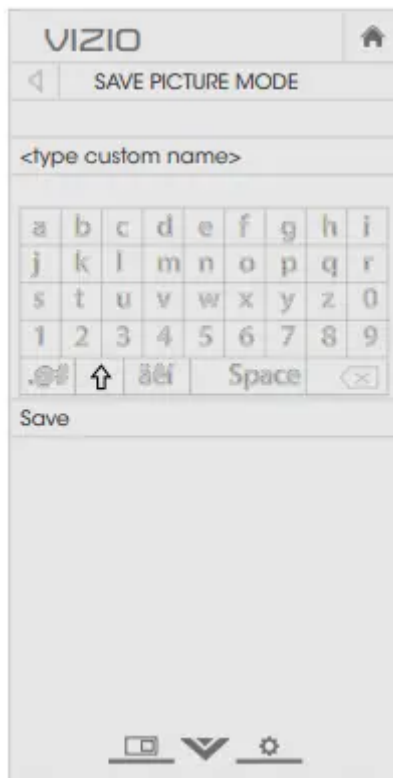 VIZIO
SAVE PICTURE MODE
<type custom name>
a b c d e f g h i
j k l m n o p q r
s t u v w x y z 0
1 2 3 4 5 6 7 8 9
.@# äêí Space
Save